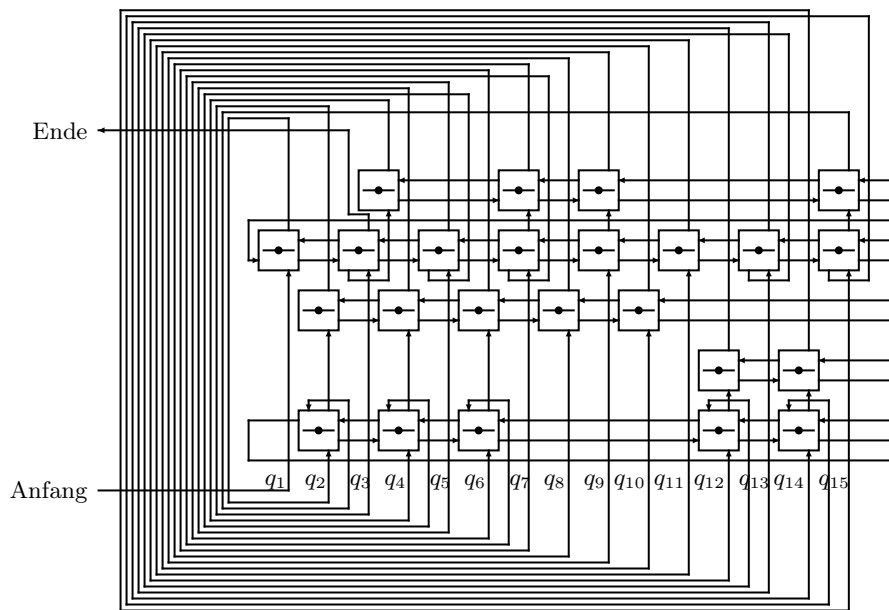 Ende
Anfang
q₁ q₂ q₃ q₄ q₅ q₆ q₇ q₈ q₉ q₁₀ q₁₁ q₁₂ q₁₃ q₁₄ q₁₅